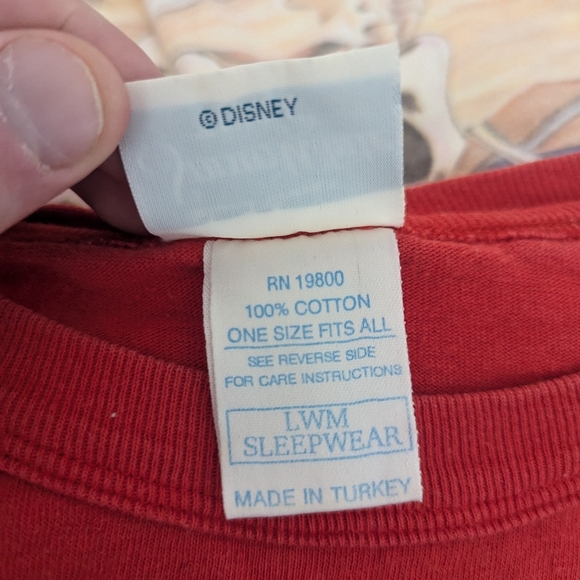 © DISNEY
RN 19800
100% COTTON
ONE SIZE FITS ALL
SEE REVERSE SIDE
FOR CARE INSTRUCTIONS
LWM
SLEEPWEAR
MADE IN TURKEY